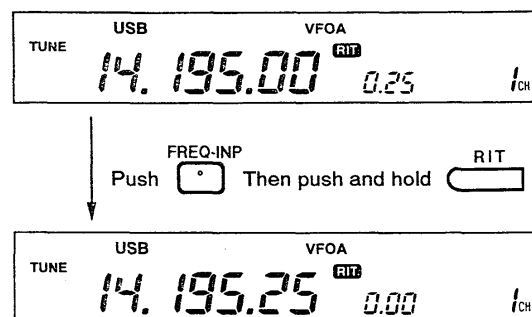 USB VFOA
TUNE RIT
14. 195.00 0.25 1CH
FREQ-INP RIT
Push Then push and hold
USB VFOA
TUNE RIT
14. 195.25 0.00 1CH